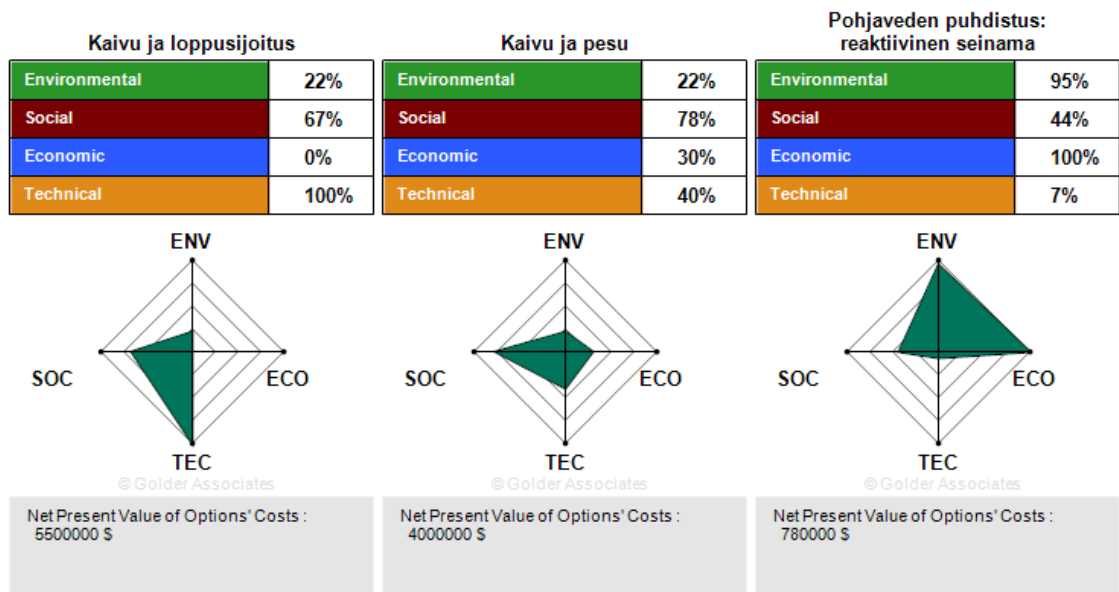 Kaivu ja loppusijoitus
Environmental 22%
Social 67%
Economic 0%
Technical 100%
ENV
SOC
ECO
TEC
© Golder Associates
Net Present Value of Options' Costs :
5500000 $
Kaivu ja pesu
Environmental 22%
Social 78%
Economic 30%
Technical 40%
ENV
SOC
ECO
TEC
© Golder Associates
Net Present Value of Options' Costs :
4000000 $
Pohjaveden puhdistus:
reaktiivinen seinama
Environmental 95%
Social 44%
Economic 100%
Technical 7%
ENV
SOC
ECO
TEC
© Golder Associates
Net Present Value of Options' Costs :
780000 $